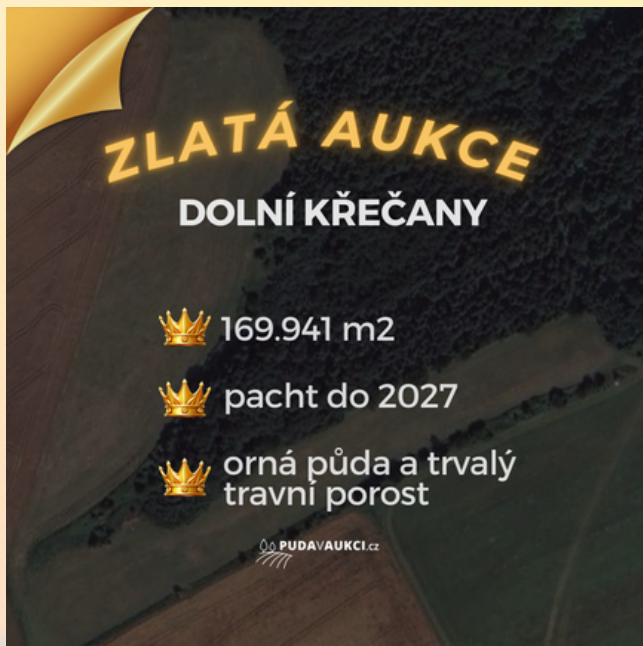 ZLATÁ AUKCE
DOLNÍ KŘEČANY
169.941 m2
pacht do 2027
orná půda a trvalý
travní porost
PUDAVAUKCI.cz